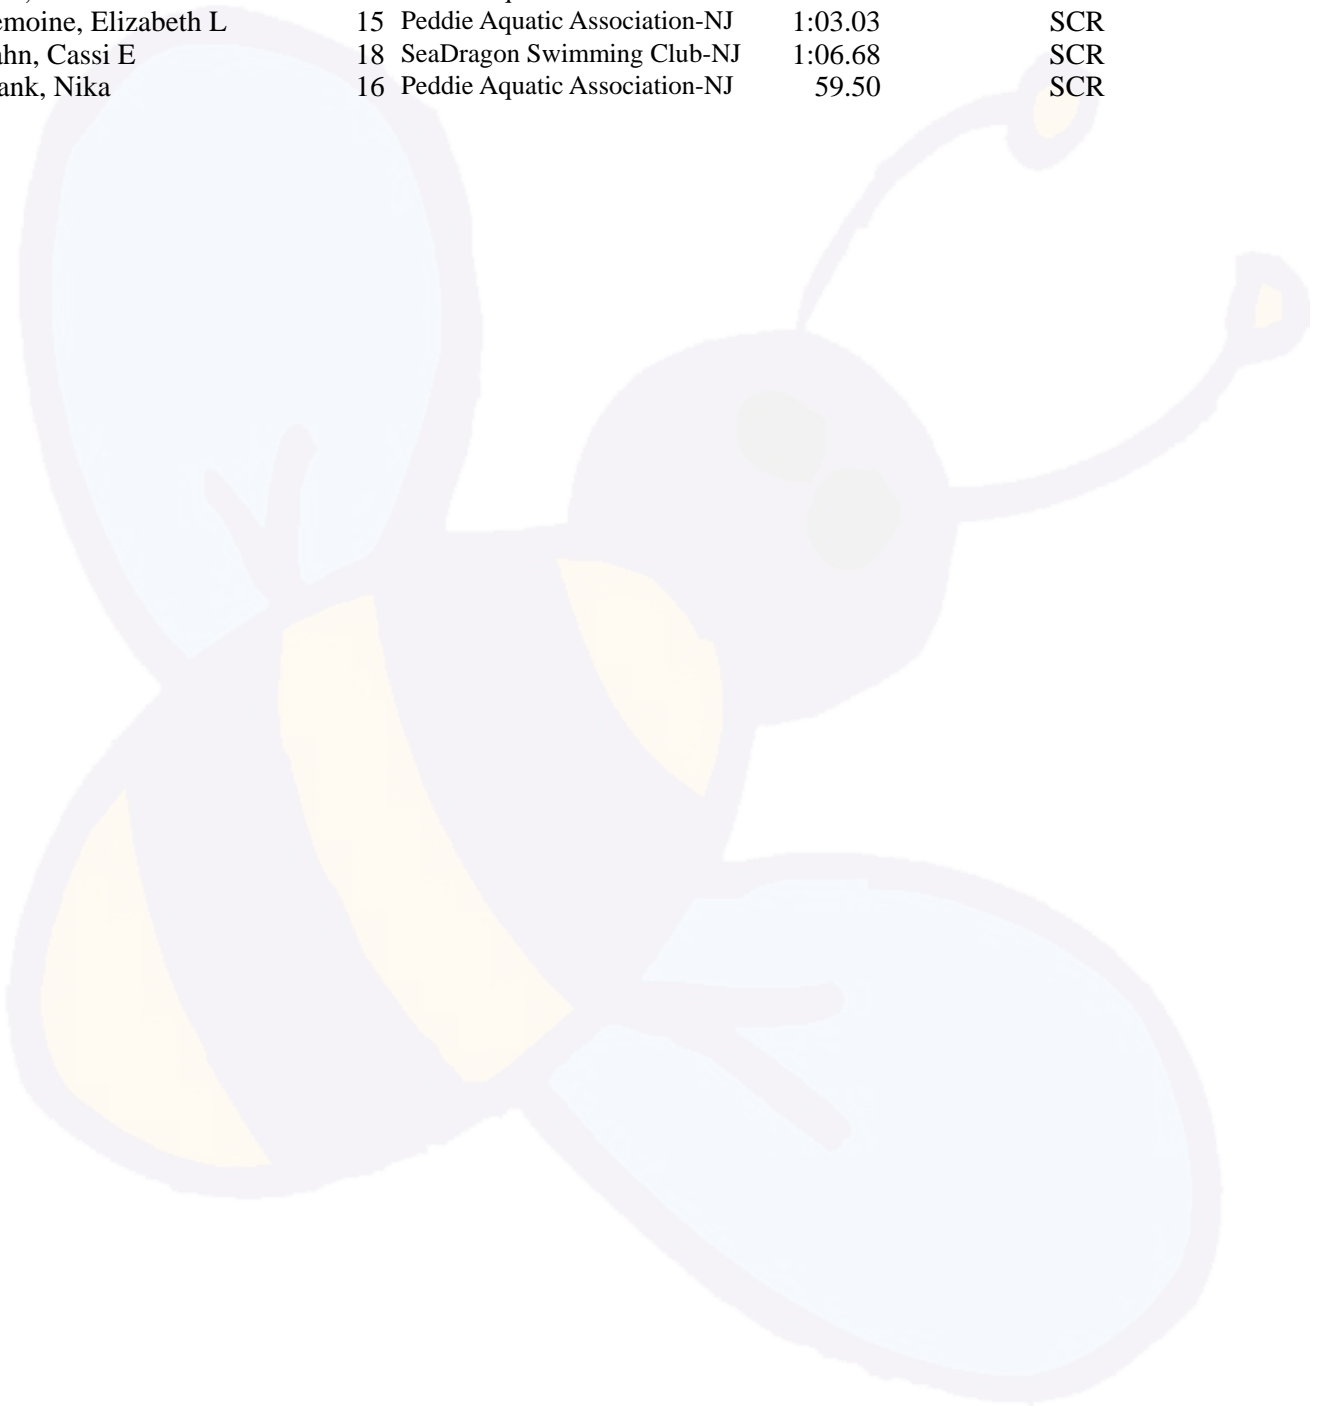 emoine, Elizabeth L 15 Peddie Aquatic Association-NJ 1:03.03 SCR
ahn, Cassi E 18 SeaDragon Swimming Club-NJ 1:06.68 SCR
ank, Nika 16 Peddie Aquatic Association-NJ 59.50 SCR